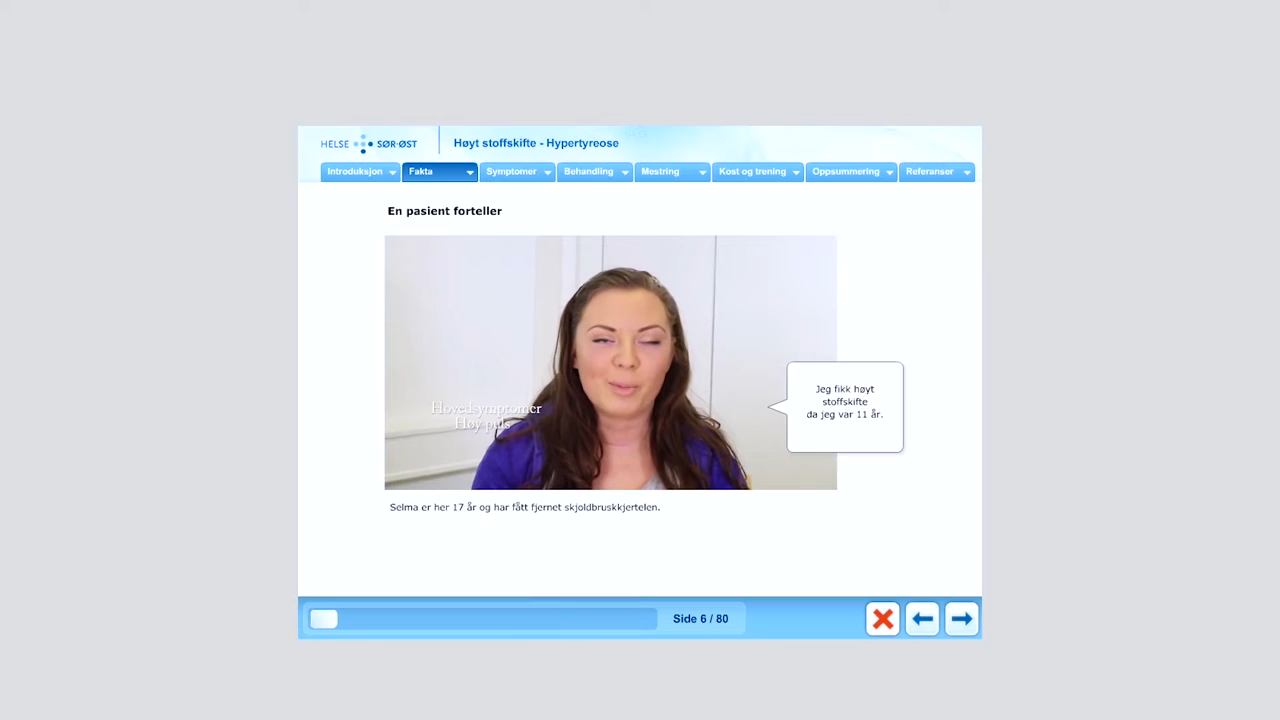 HELSE SØR-ØST
Høyt stoffskifte - Hypertyreose
Introduksjon Fakta Symptomer Behandling Mestring Kost og trening Oppsummering Referanser
En pasient forteller
Hovedsymptomer
Høy puls
Jeg fikk høyt
stoffskifte
da jeg var 11 år.
Selma er her 17 år og har fått fjernet skjoldbruskkjertelen.
Side 6 / 80